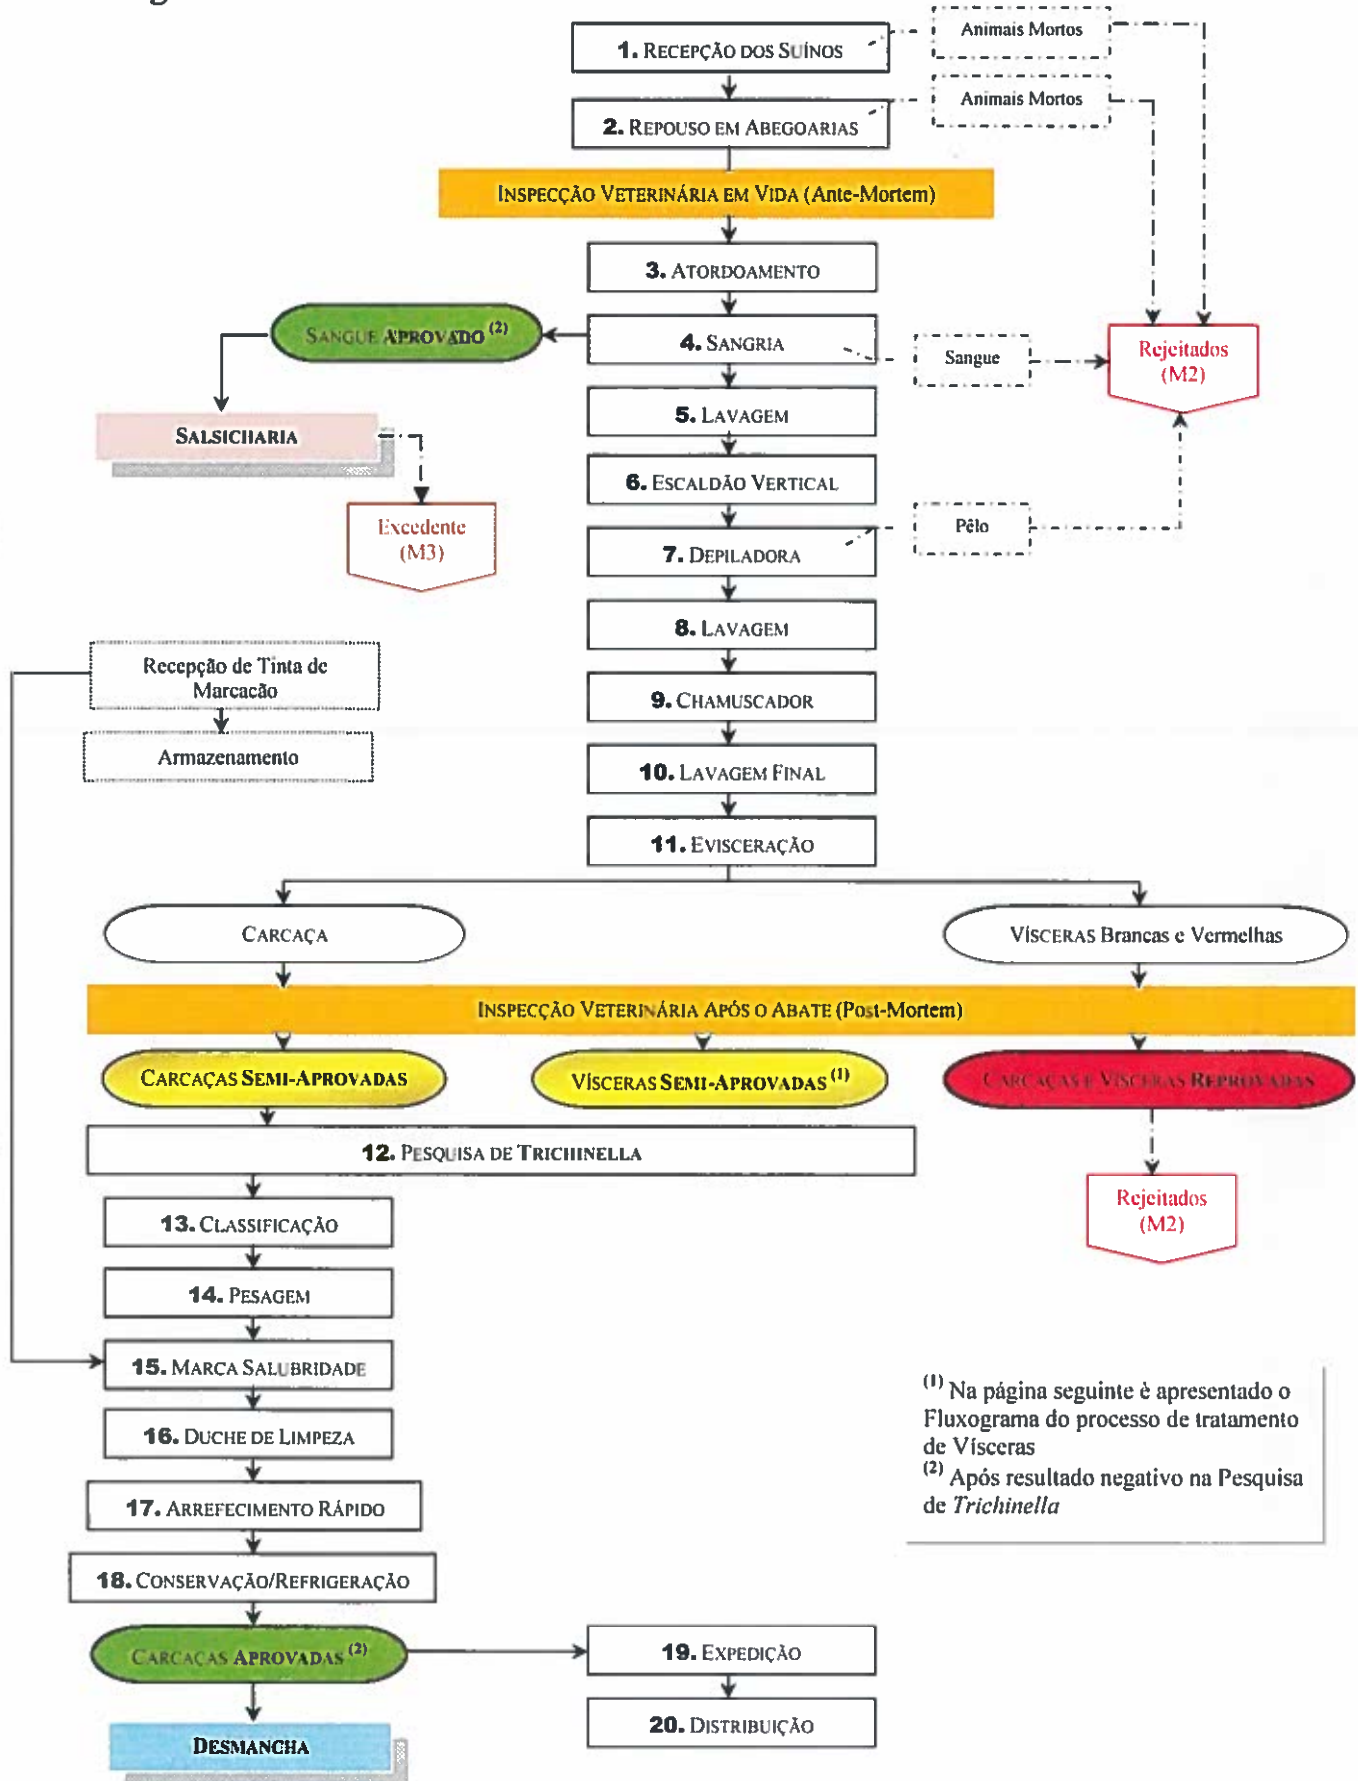 1. RECEPÇÃO DOS SUÍNOS
Animais Mortos
2. REPOUSO EM ABEGOARIAS
Animais Mortos
INSPECÇÃO VETERINÁRIA EM VIDA (Ante-Mortem)
3. ATORDOAMENTO
SANGUE APROVADO (2)
4. SANGRIA
Sangue
Rejeitados
(M2)
5. LAVAGEM
SALSICHARIA
6. ESCALDÃO VERTICAL
Excedente
(M3)
7. DEPILADORA
Pêlo
8. LAVAGEM
Recepção de Tinta de
Marcacão
9. CHAMUSCADOR
Armazenamento
10. LAVAGEM FINAL
11. EVISCERAÇÃO
CARCAÇA
VÍSCERAS Brancas e Vermelhas
INSPECÇÃO VETERINÁRIA APÓS O ABATE (Post-Mortem)
CARCAÇAS SEMI-APROVADAS
VÍSCERAS SEMI-APROVADAS (1)
CARCAÇAS E VÍSCERAS REPROVADAS
12. PESQUISA DE TRICHINELLA
Rejeitados
(M2)
13. CLASSIFICAÇÃO
14. PESAGEM
15. MARCA SALUBRIDADE
16. DUCHE DE LIMPEZA
17. ARREFECIMENTO RÁPIDO
18. CONSERVAÇÃO/REFRIGERAÇÃO
(1) Na página seguinte è apresentado o
Fluxograma do processo de tratamento
de Vísceras
(2) Após resultado negativo na Pesquisa
de Trichinella
CARCAÇAS APROVADAS (2)
19. EXPEDIÇÃO
20. DISTRIBUIÇÃO
DESMANCHA